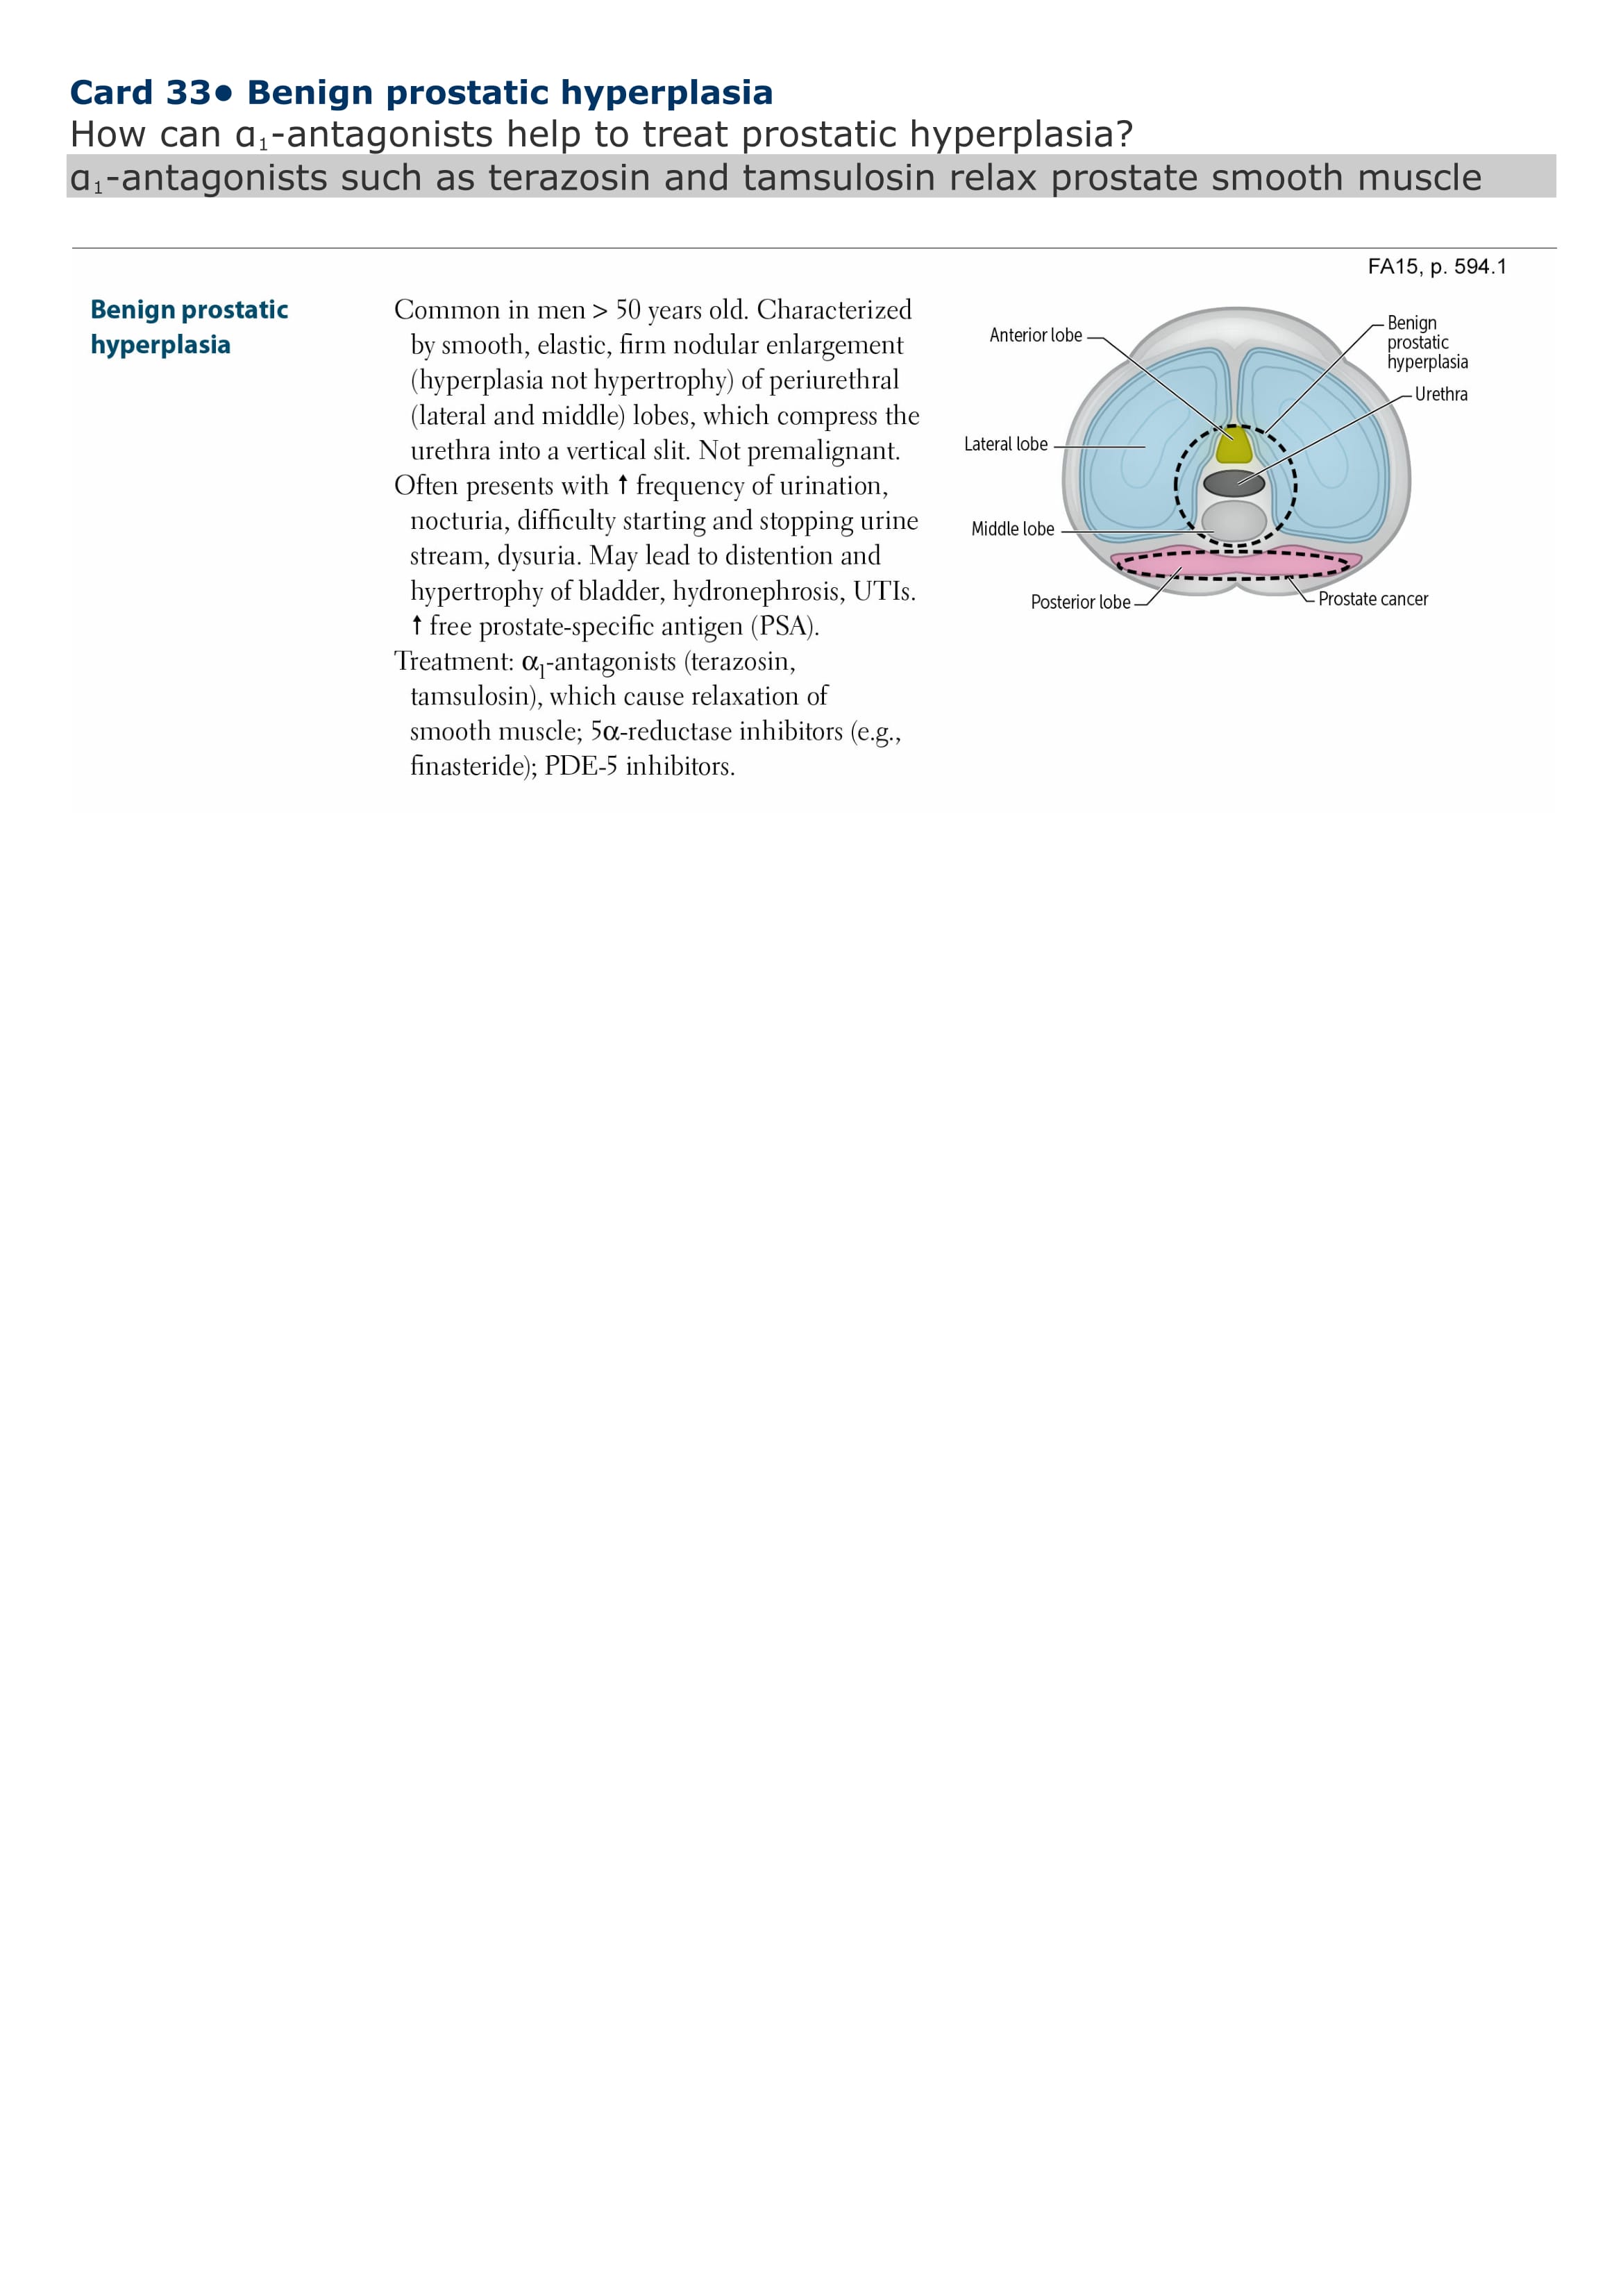 Card 33• Benign prostatic hyperplasia
How can α₁-antagonists help to treat prostatic hyperplasia?
α₁-antagonists such as terazosin and tamsulosin relax prostate smooth muscle
FA15, p. 594.1
Benign prostatic
hyperplasia
Common in men > 50 years old. Characterized
by smooth, elastic, firm nodular enlargement
(hyperplasia not hypertrophy) of periurethral
(lateral and middle) lobes, which compress the
urethra into a vertical slit. Not premalignant.
Often presents with ↑ frequency of urination,
nocturia, difficulty starting and stopping urine
stream, dysuria. May lead to distention and
hypertrophy of bladder, hydronephrosis, UTIs.
↑ free prostate-specific antigen (PSA).
Treatment: α₁-antagonists (terazosin,
tamsulosin), which cause relaxation of
smooth muscle; 5α-reductase inhibitors (e.g.,
finasteride); PDE-5 inhibitors.
Anterior lobe
Benign
prostatic
hyperplasia
Urethra
Lateral lobe
Middle lobe
Posterior lobe
Prostate cancer